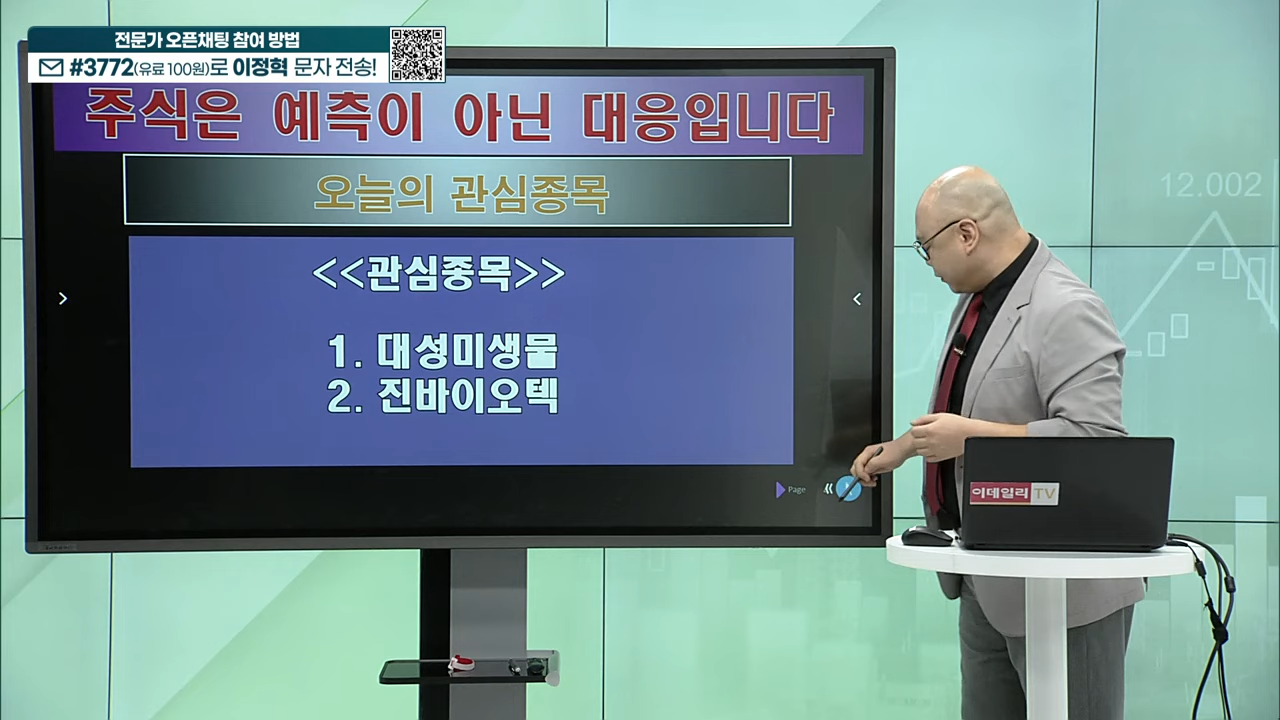 전문가 오픈채팅 참여 방법
#3772(유료 100원)로 이정혁 문자 전송!
주식은 예측이 아닌 대응입니다
오늘의 관심종목
<<관심종목>>
1. 대성미생물
2. 진바이오텍
Page
이데일리 TV
12.002